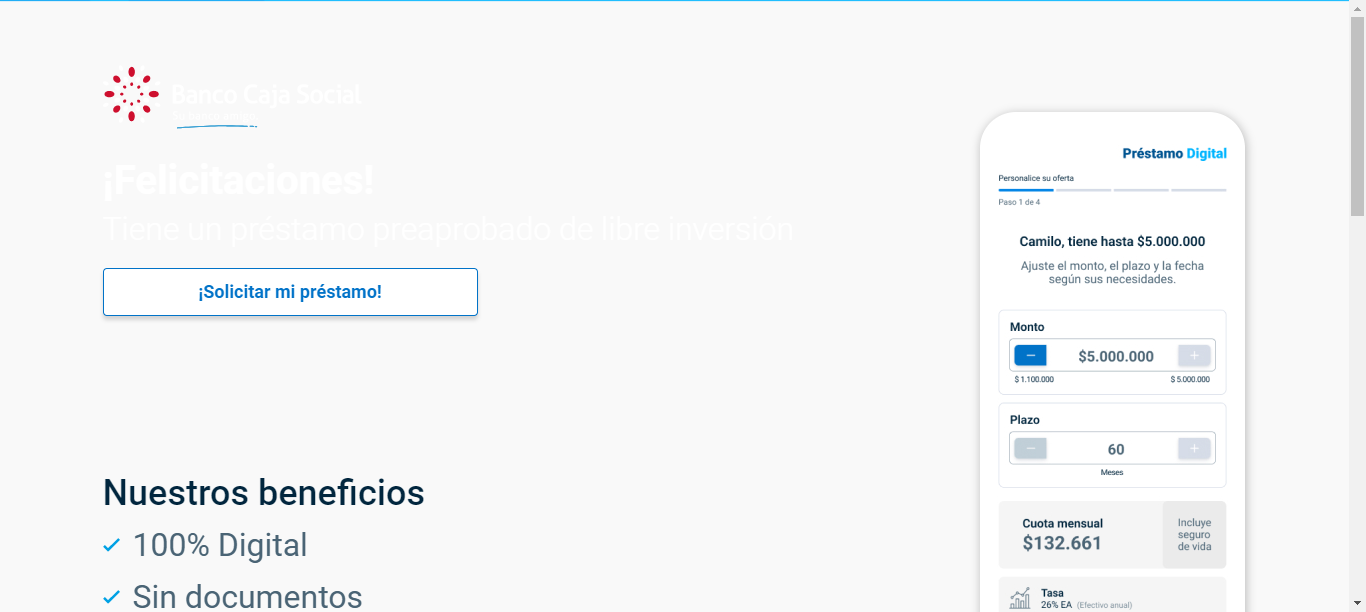 Banco Caja Social
¡Felicitaciones!
Tiene un préstamo preaprobado de libre inversión
¡Solicitar mi préstamo!
Nuestros beneficios
100% Digital
Sin documentos
Préstamo Digital
Personalice su oferta
Paso 1 de 4
Camilo, tiene hasta $5.000.000
Ajuste el monto, el plazo y la fecha
según sus necesidades.
Monto
− $5.000.000 +
$ 1.100.000 $ 5.000.000
Plazo
− 60 +
Meses
Cuota mensual
$132.661
Incluye
seguro
de vida
Tasa
26% EA (Efectivo anual)